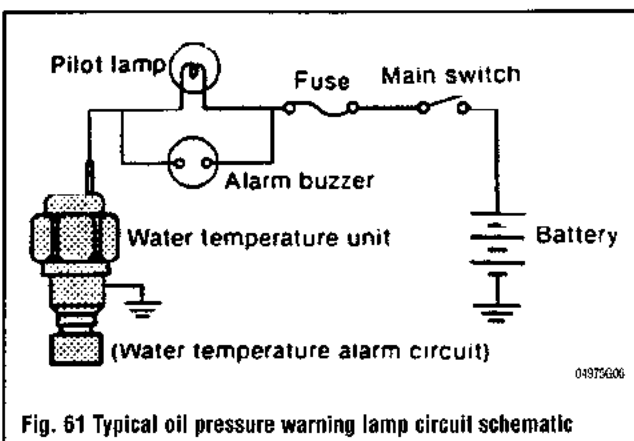 Pilot lamp
Fuse
Main switch
Alarm buzzer
Water temperature unit
Battery
(Water temperature alarm circuit)
04975G06
Fig. 61 Typical oil pressure warning lamp circuit schematic